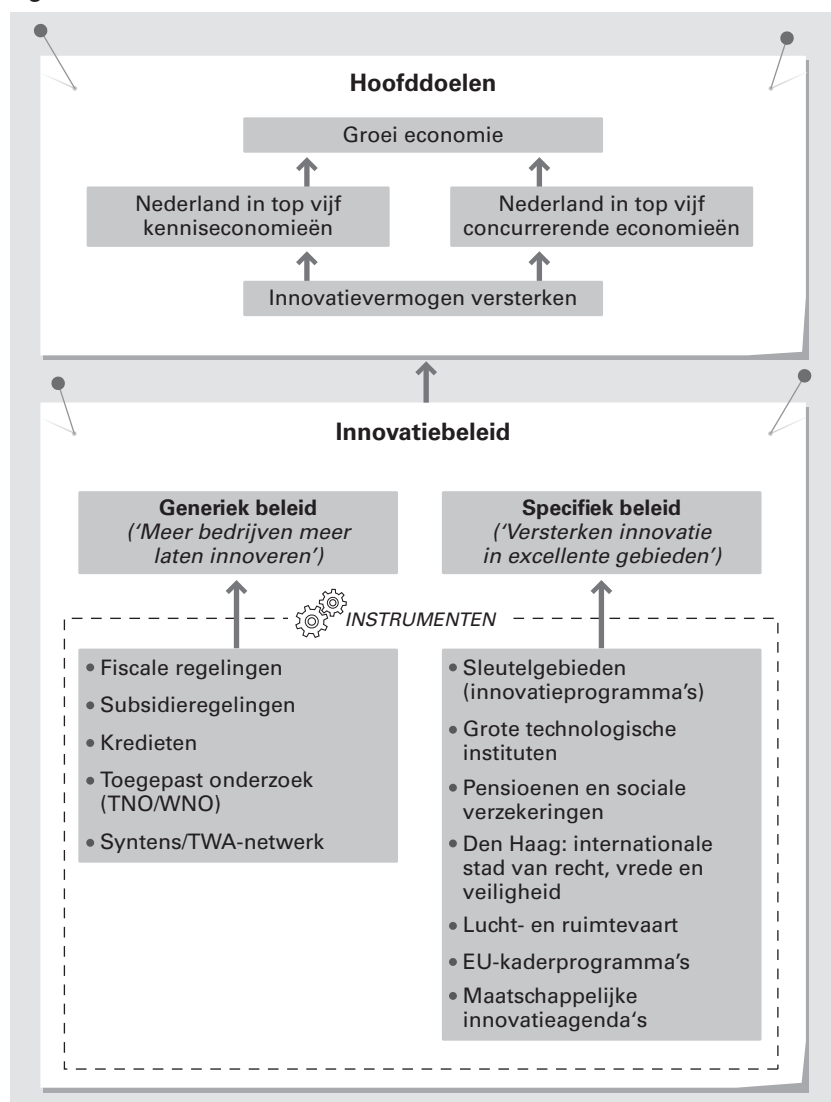 Hoofddoelen
Groei economie
Nederland in top vijf
kenniseconomieën
Nederland in top vijf
concurrerende economieën
Innovatievermogen versterken
Innovatiebeleid
Generiek beleid
('Meer bedrijven meer
laten innoveren')
Specifiek beleid
('Versterken innovatie
in excellente gebieden')
INSTRUMENTEN
• Fiscale regelingen
• Subsidieregelingen
• Kredieten
• Toegepast onderzoek
(TNO/WNO)
• Syntens/TWA-netwerk
• Sleutelgebieden
(innovatieprogramma's)
• Grote technologische
instituten
• Pensioenen en sociale
verzekeringen
• Den Haag: internationale
stad van recht, vrede en
veiligheid
• Lucht- en ruimtevaart
• EU-kaderprogramma's
• Maatschappelijke
innovatieagenda's